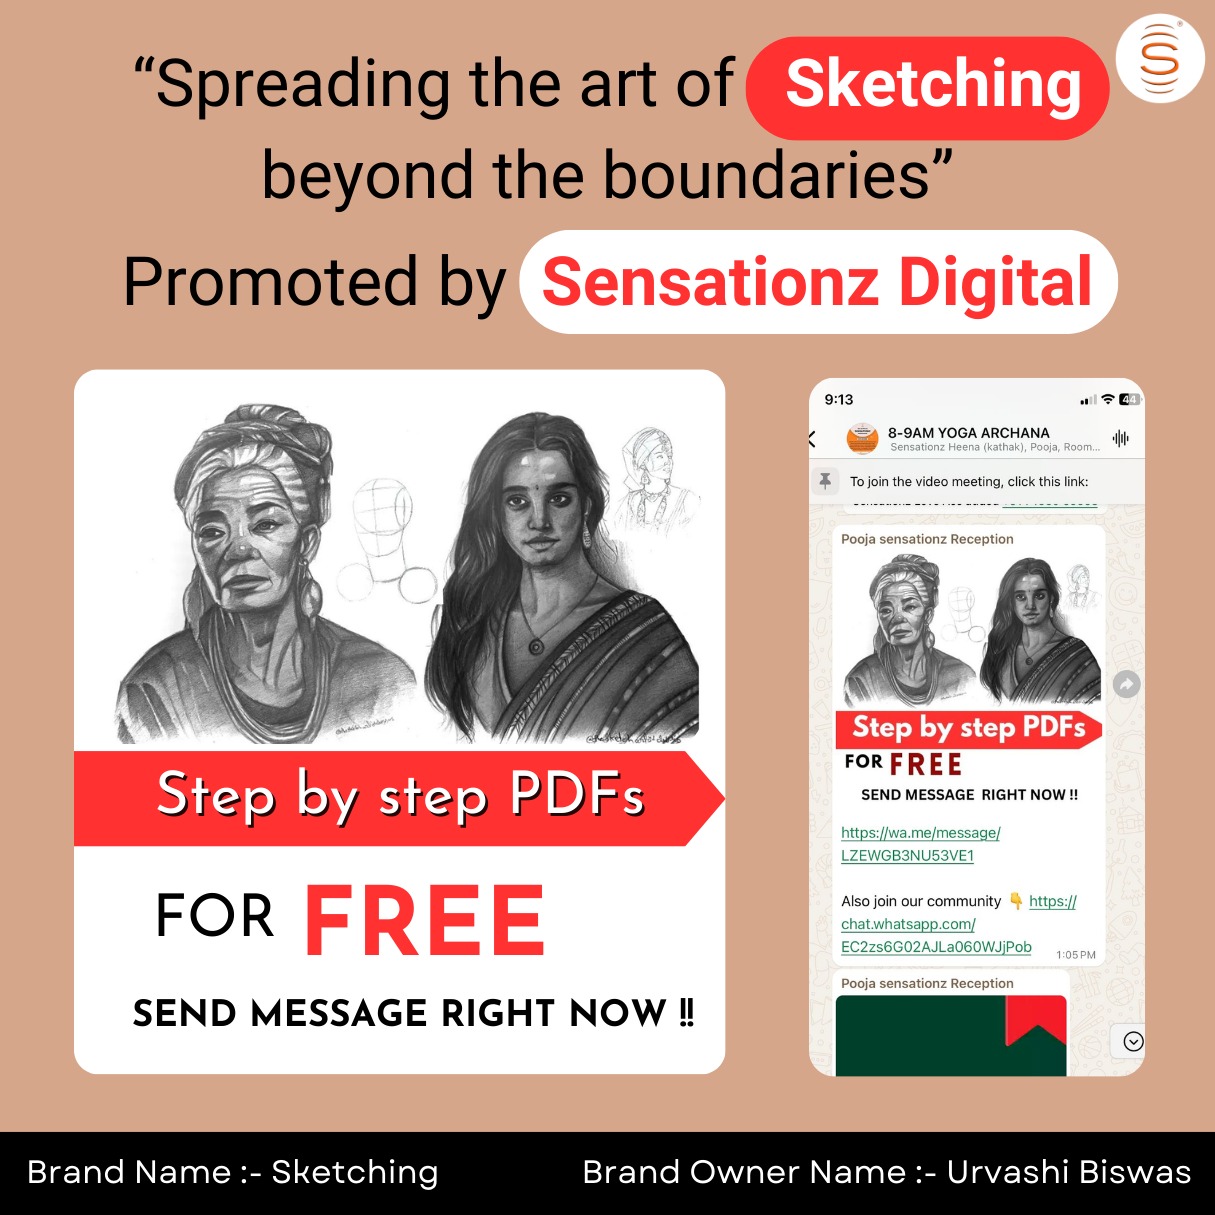 “Spreading the art of Sketching
beyond the boundaries”
Promoted by Sensationz Digital
S
®
Step by step PDFs
FOR FREE
SEND MESSAGE RIGHT NOW !!
9:13
44
8-9AM YOGA ARCHANA
Sensationz Heena (kathak), Pooja, Room...
To join the video meeting, click this link:
Pooja sensationz Reception
Step by step PDFs
FOR FREE
SEND MESSAGE RIGHT NOW !!
https://wa.me/message/
LZEWGB3NU53VE1
Also join our community 👇 https://
chat.whatsapp.com/
EC2zs6G02AJLa060WJjPob
1:05 PM
Pooja sensationz Reception
Brand Name :- Sketching
Brand Owner Name :- Urvashi Biswas